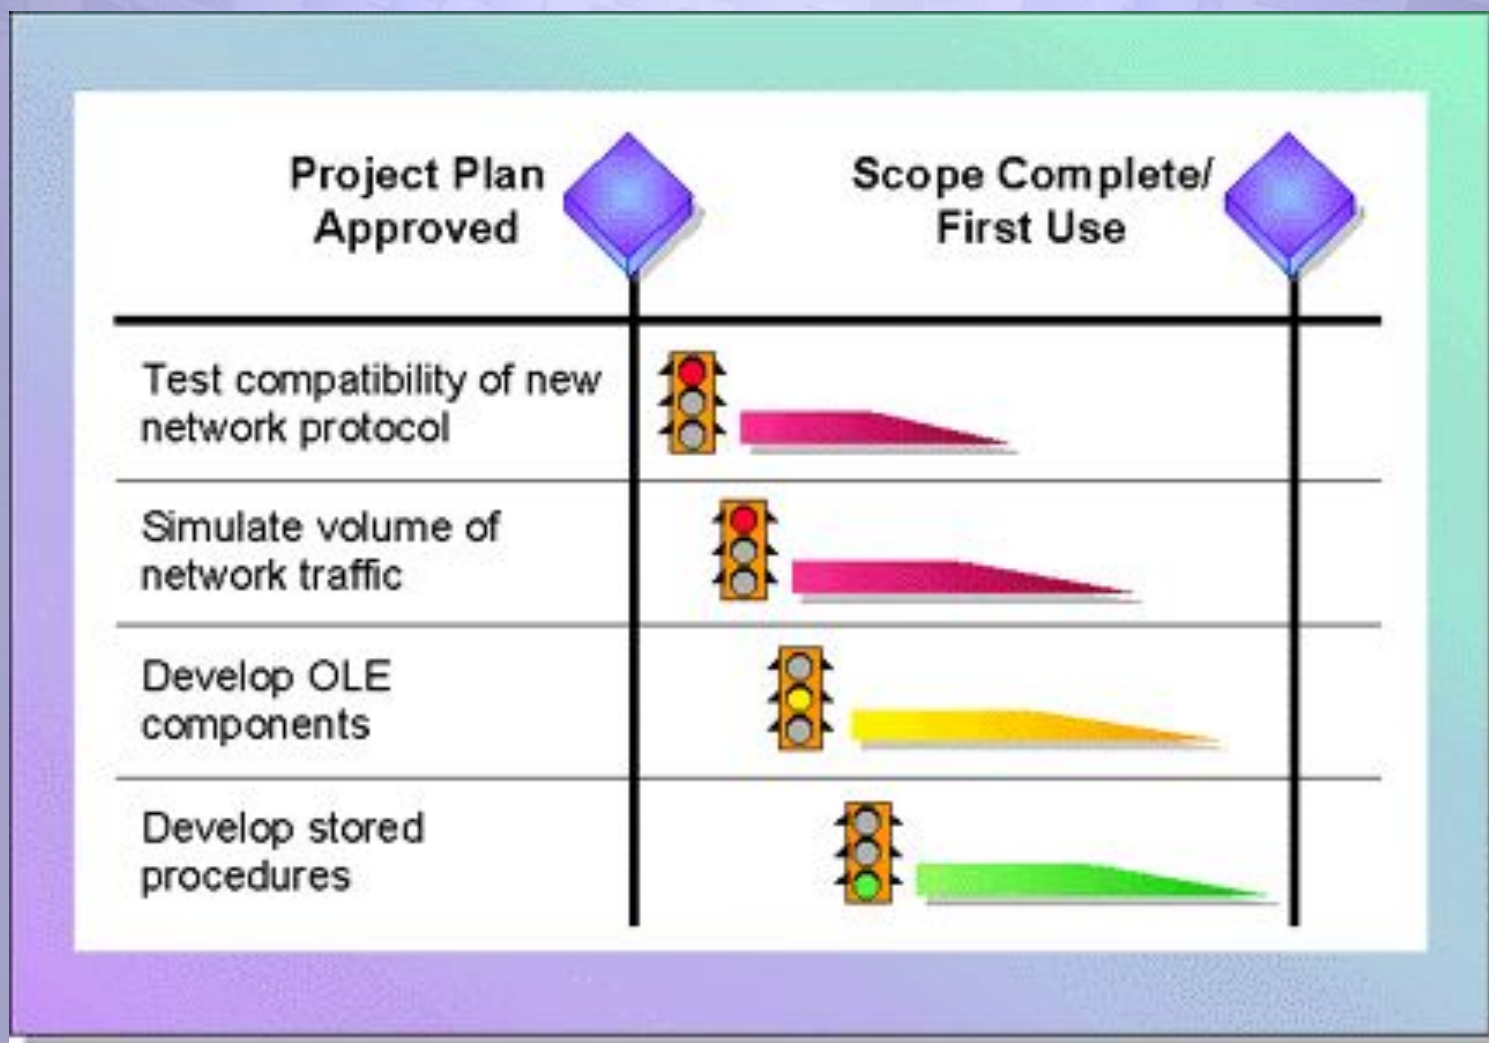 Project Plan
Approved
Scope Complete/
First Use
Test compatibility of new
network protocol
Simulate volume of
network traffic
Develop OLE
components
Develop stored
procedures